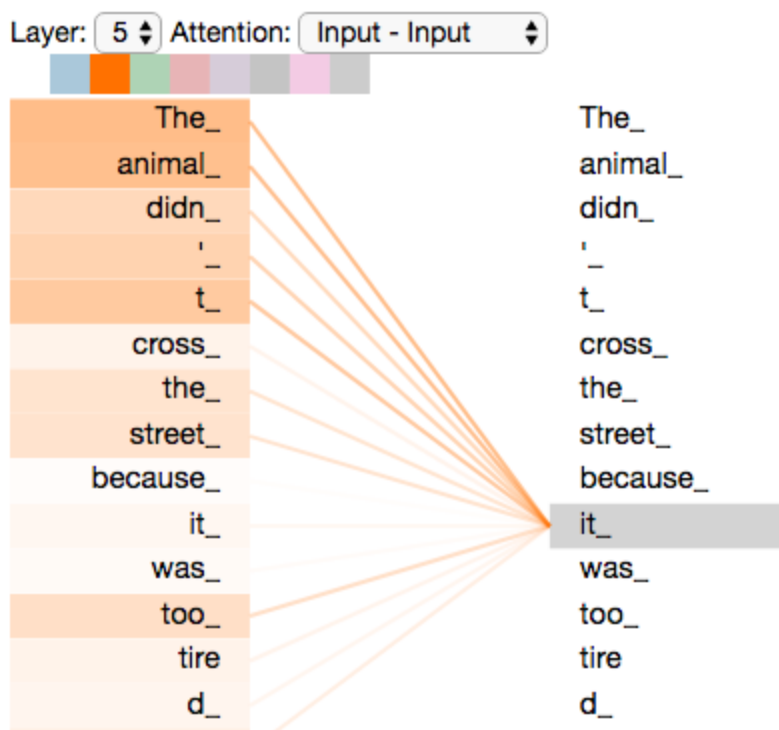 Layer: 5 Attention: Input - Input
The_ The_
animal_ animal_
didn_ didn_
'_ '_
t_ t_
cross_ cross_
the_ the_
street_ street_
because_ because_
it_ it_
was_ was_
too_ too_
tire tire
d_ d_